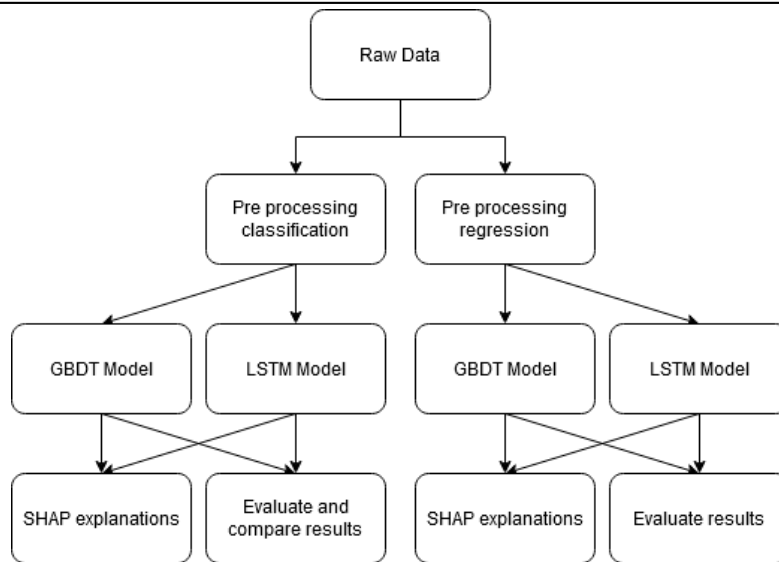 Raw Data
Pre processing
classification
Pre processing
regression
GBDT Model
LSTM Model
GBDT Model
LSTM Model
SHAP explanations
Evaluate and
compare results
SHAP explanations
Evaluate results